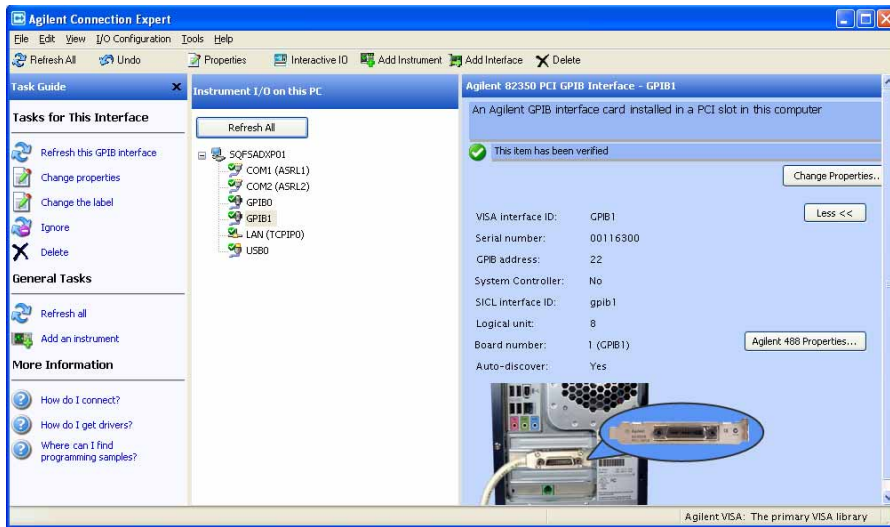 Agilent Connection Expert
File Edit View I/O Configuration Tools Help
Refresh All Undo Properties Interactive IO Add Instrument Add Interface Delete
Task Guide
Tasks for This Interface
Refresh this GPIB interface
Change properties
Change the label
Ignore
Delete
General Tasks
Refresh all
Add an instrument
More Information
How do I connect?
How do I get drivers?
Where can I find
programming samples?
Instrument I/O on this PC
Refresh All
SQFSADXP01
COM1 (ASRL1)
COM2 (ASRL2)
GPIB0
GPIB1
LAN (TCPIP0)
USB0
Agilent 82350 PCI GPIB Interface - GPIB1
An Agilent GPIB interface card installed in a PCI slot in this computer
This item has been verified
Change Properties..
Less <<
VISA interface ID: GPIB1
Serial number: 00116300
GPIB address: 22
System Controller: No
SICL interface ID: gpib1
Logical unit: 8
Board number: 1 (GPIB1)
Agilent 488 Properties...
Auto-discover: Yes
Agilent VISA: The primary VISA library